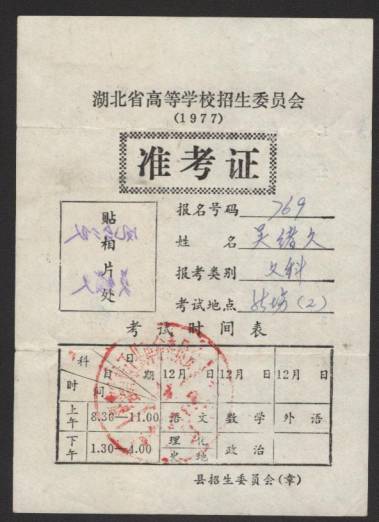 湖北省高等学校招生委员会
(1977)
准考证
贴相片处
报名号码 769
姓名 吴绪久
报考类别 文科
考试地点 (2)
考试时间表
科 目
日 期
时 间
12月 日 12月 日 12月 日
上午 8.30—11.00 语文 数学 外语
下午 1.30—4.00 理化 史地 政治
县招生委员会(章)